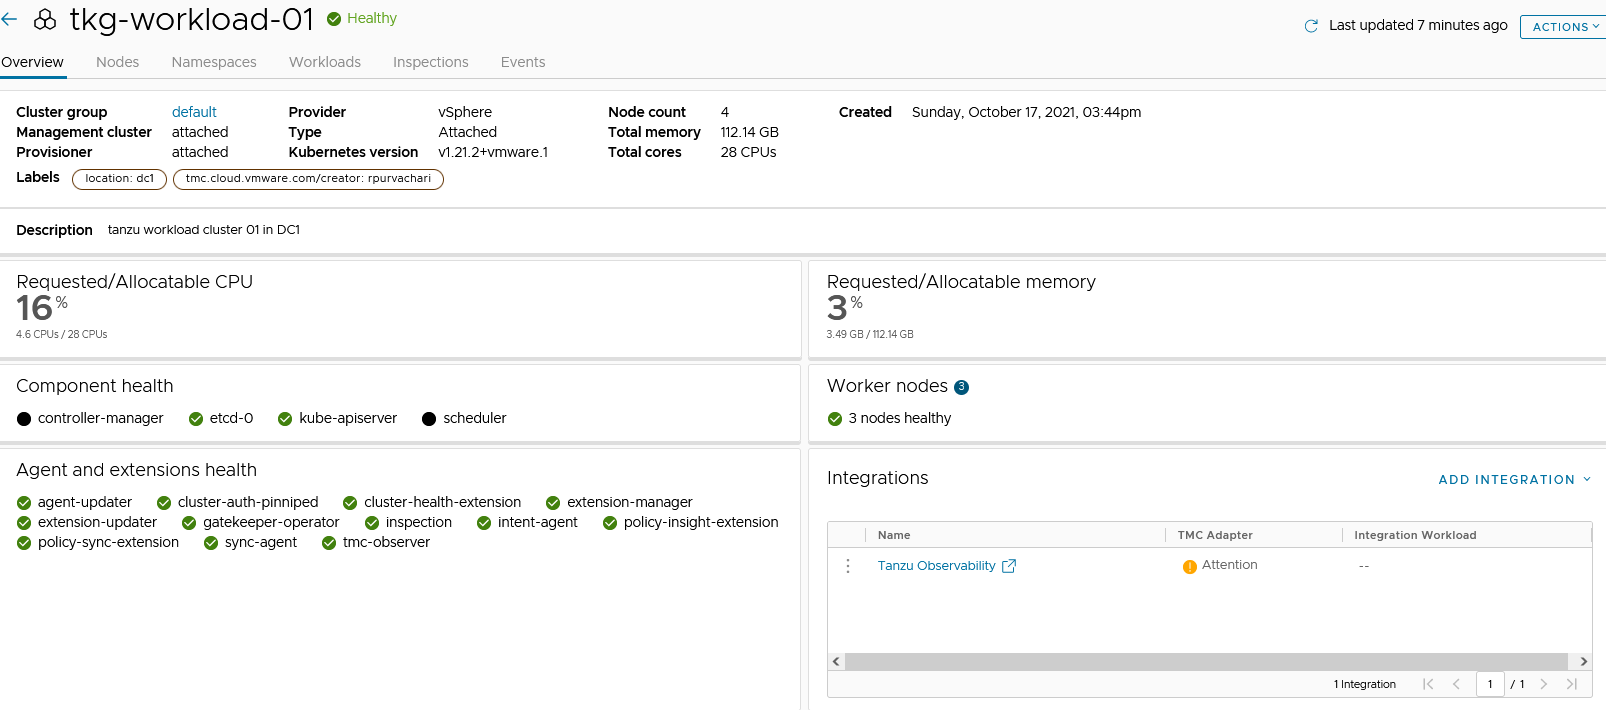 tkg-workload-01 Healthy
Last updated 7 minutes ago ACTIONS
Overview Nodes Namespaces Workloads Inspections Events
Cluster group default Provider vSphere Node count 4 Created Sunday, October 17, 2021, 03:44pm
Management cluster attached Type Attached Total memory 112.14 GB
Provisioner attached Kubernetes version v1.21.2+vmware.1 Total cores 28 CPUs
Labels location: dc1 tmc.cloud.vmware.com/creator: rpurvachari
Description tanzu workload cluster 01 in DC1
Requested/Allocatable CPU
16 %
4.6 CPUs / 28 CPUs
Requested/Allocatable memory
3 %
3.49 GB / 112.14 GB
Component health
controller-manager etcd-0 kube-apiserver scheduler
Worker nodes 3
3 nodes healthy
Agent and extensions health
agent-updater cluster-auth-pinniped cluster-health-extension extension-manager
extension-updater gatekeeper-operator inspection intent-agent policy-insight-extension
policy-sync-extension sync-agent tmc-observer
Integrations ADD INTEGRATION
Name TMC Adapter Integration Workload
Tanzu Observability Attention --
1 Integration 1 / 1